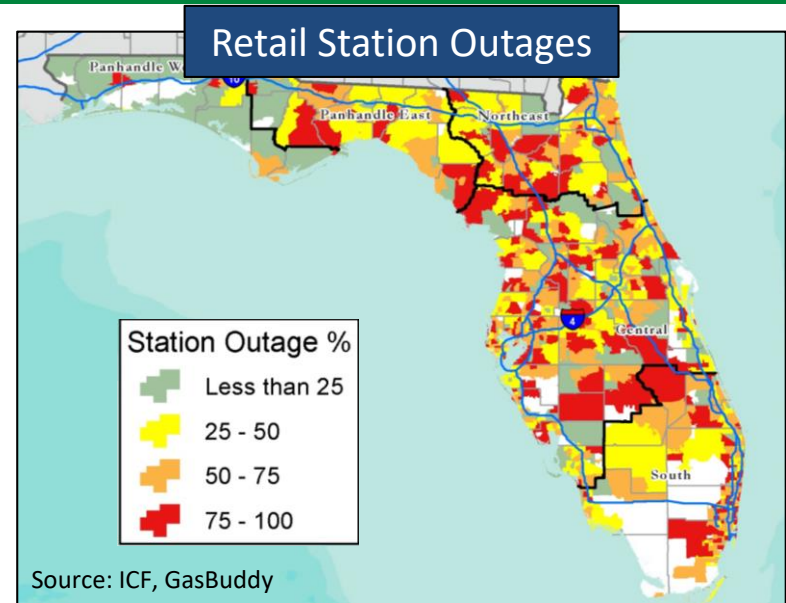 Retail Station Outages
Panhandle W
10
Panhandle East
Northeast
4
Central
South
Station Outage %
Less than 25
25 - 50
50 - 75
75 - 100
Source: ICF, GasBuddy